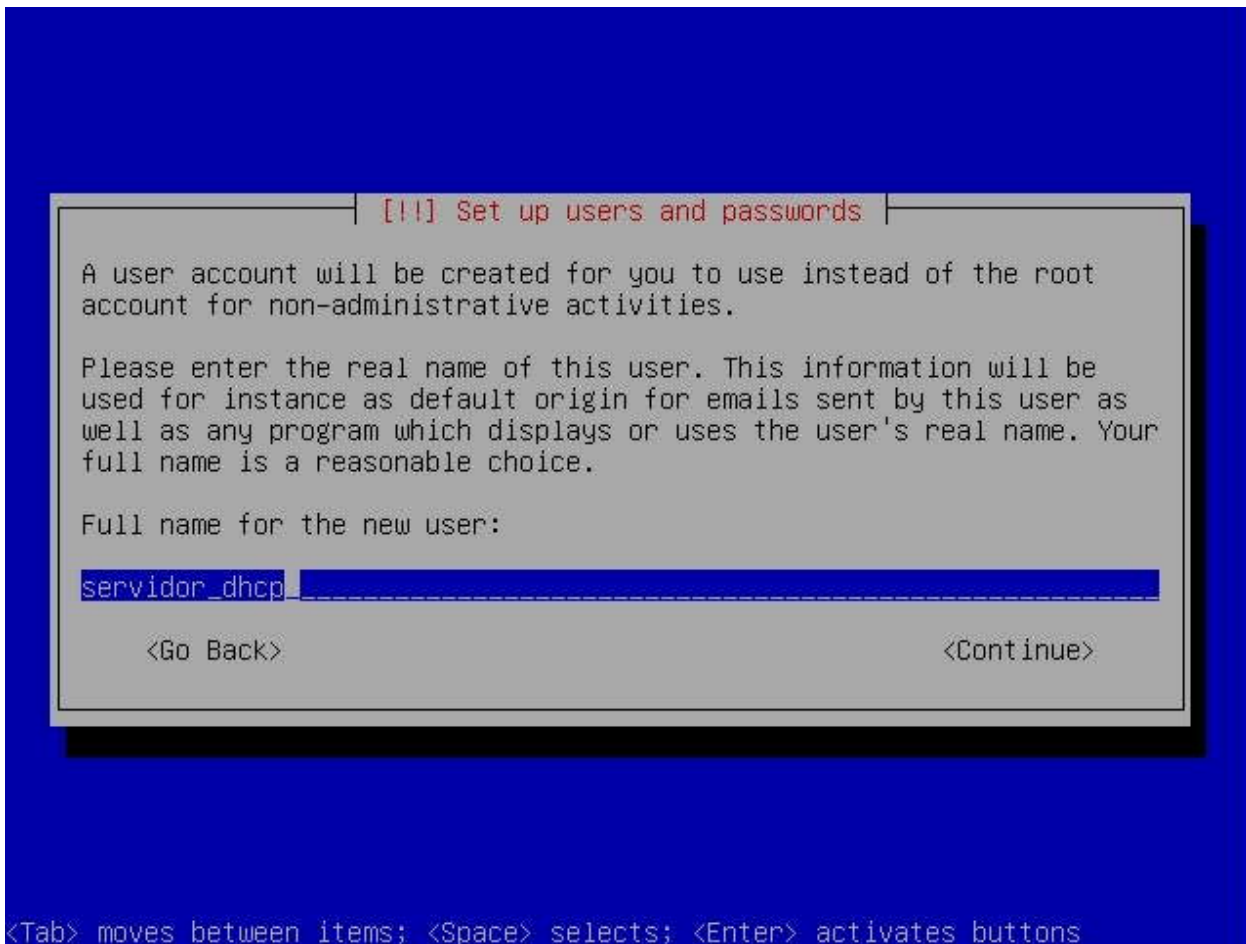 [!!] Set up users and passwords
A user account will be created for you to use instead of the root
account for non-administrative activities.
Please enter the real name of this user. This information will be
used for instance as default origin for emails sent by this user as
well as any program which displays or uses the user's real name. Your
full name is a reasonable choice.
Full name for the new user:
servidor_dhcp
<Go Back> <Continue>
<Tab> moves between items; <Space> selects; <Enter> activates buttons